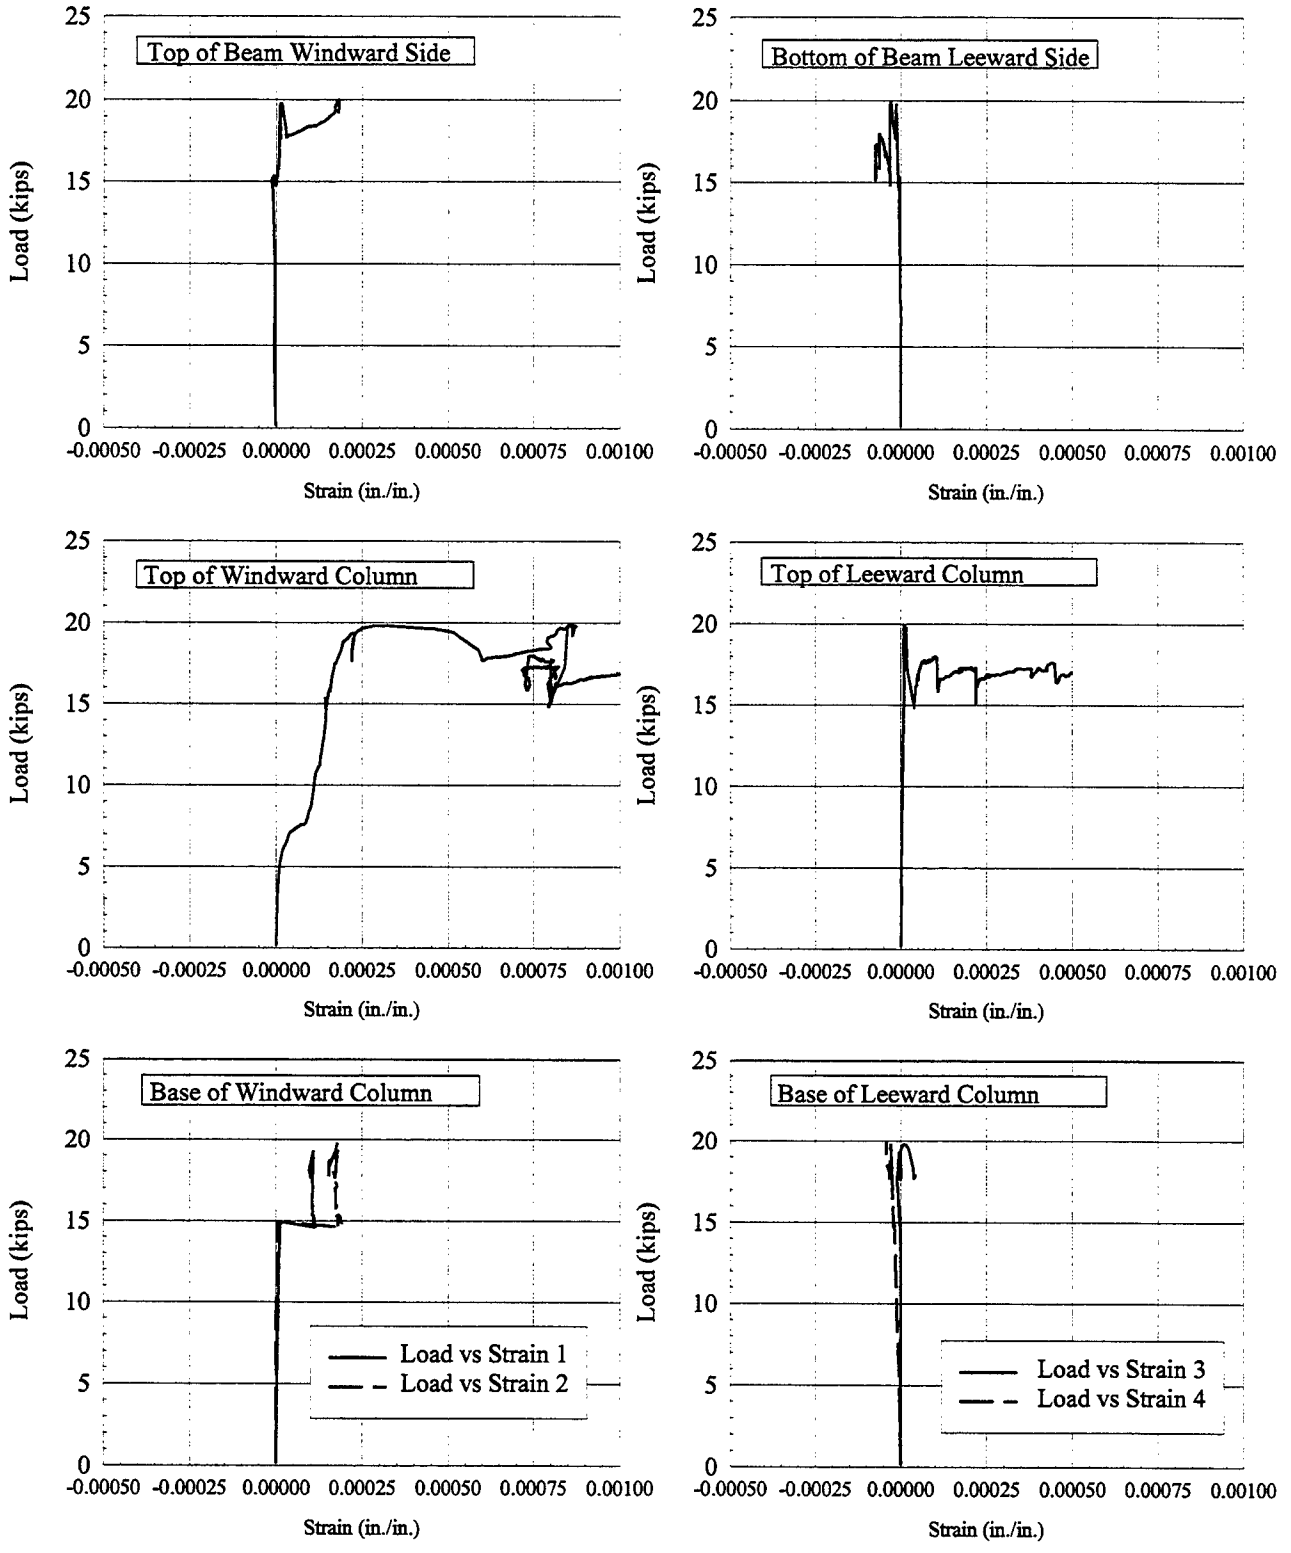 25
Top of Beam Windward Side
20
15
10
5
0
Load (kips)
-0.00050 -0.00025 0.00000 0.00025 0.00050 0.00075 0.00100
Strain (in./in.)
25
Bottom of Beam Leeward Side
20
15
10
5
0
Load (kips)
-0.00050 -0.00025 0.00000 0.00025 0.00050 0.00075 0.00100
Strain (in./in.)
25
Top of Windward Column
20
15
10
5
0
Load (kips)
-0.00050 -0.00025 0.00000 0.00025 0.00050 0.00075 0.00100
Strain (in./in.)
25
Top of Leeward Column
20
15
10
5
0
Load (kips)
-0.00050 -0.00025 0.00000 0.00025 0.00050 0.00075 0.00100
Strain (in./in.)
25
Base of Windward Column
20
15
10
5
0
Load (kips)
Load vs Strain 1
Load vs Strain 2
-0.00050 -0.00025 0.00000 0.00025 0.00050 0.00075 0.00100
Strain (in./in.)
25
Base of Leeward Column
20
15
10
5
0
Load (kips)
Load vs Strain 3
Load vs Strain 4
-0.00050 -0.00025 0.00000 0.00025 0.00050 0.00075 0.00100
Strain (in./in.)